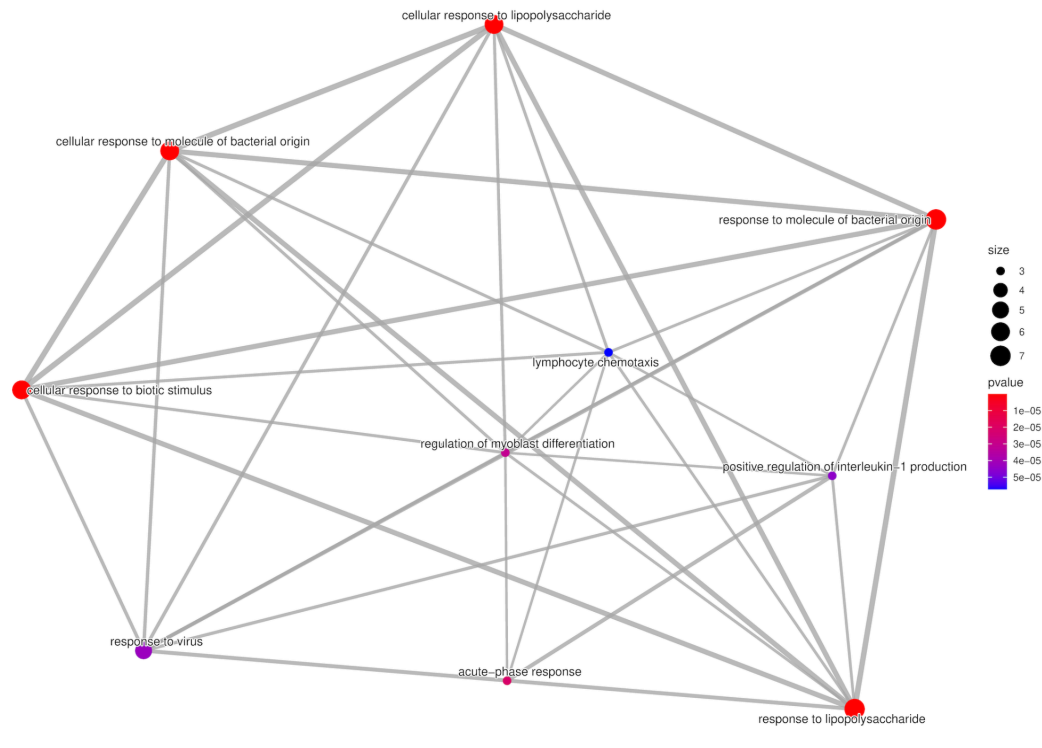 cellular response to lipopolysaccharide
cellular response to molecule of bacterial origin
response to molecule of bacterial origin
size
3
4
5
6
7
lymphocyte chemotaxis
pvalue
cellular response to biotic stimulus
1e−05
2e−05
3e−05
4e−05
5e−05
regulation of myoblast differentiation
positive regulation of interleukin−1 production
response to virus
acute−phase response
response to lipopolysaccharide